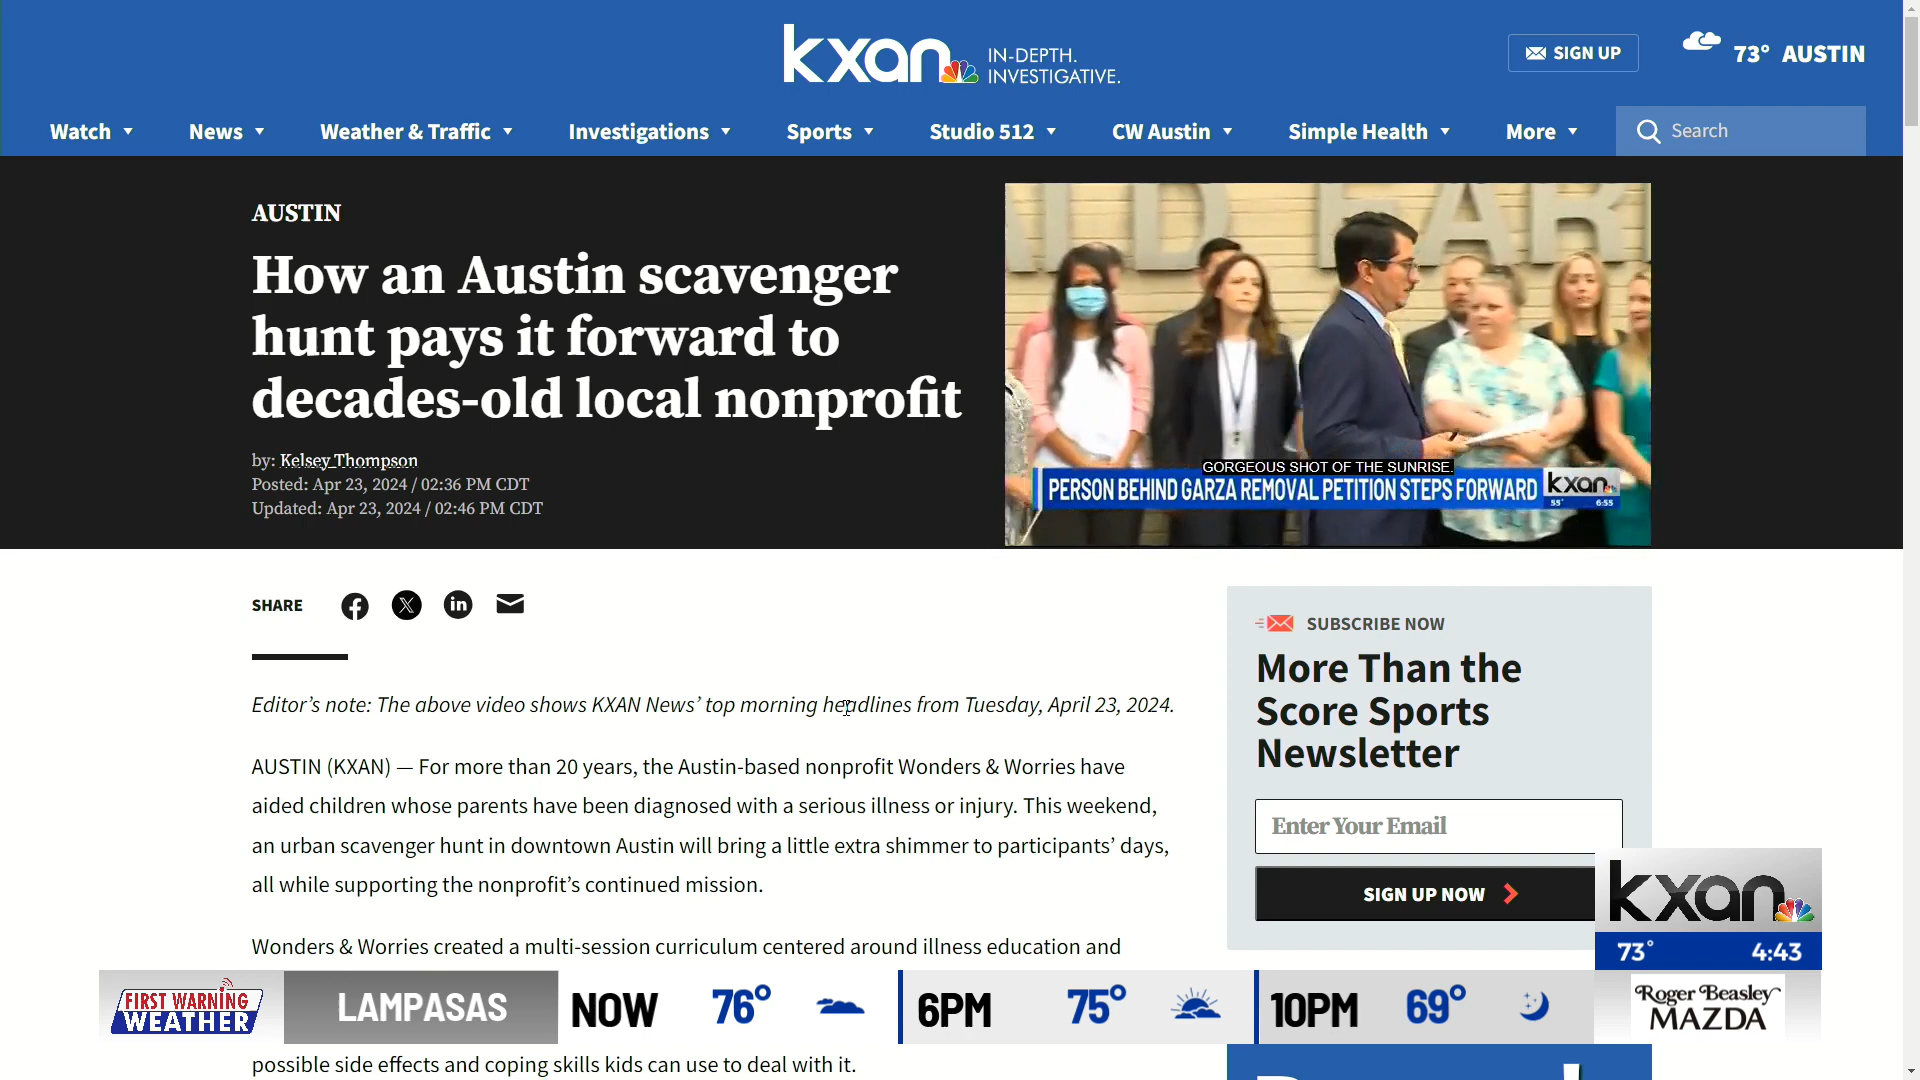 kxan IN-DEPTH.
INVESTIGATIVE.
SIGN UP
73° AUSTIN
Watch News Weather & Traffic Investigations Sports Studio 512 CW Austin Simple Health More Search
AUSTIN
How an Austin scavenger
hunt pays it forward to
decades-old local nonprofit
by: Kelsey Thompson
Posted: Apr 23, 2024 / 02:36 PM CDT
Updated: Apr 23, 2024 / 02:46 PM CDT
GORGEOUS SHOT OF THE SUNRISE.
PERSON BEHIND GARZA REMOVAL PETITION STEPS FORWARD
kxan
55° 6:55
SHARE
Editor's note: The above video shows KXAN News' top morning headlines from Tuesday, April 23, 2024.
AUSTIN (KXAN) — For more than 20 years, the Austin-based nonprofit Wonders & Worries have
aided children whose parents have been diagnosed with a serious illness or injury. This weekend,
an urban scavenger hunt in downtown Austin will bring a little extra shimmer to participants' days,
all while supporting the nonprofit's continued mission.
Wonders & Worries created a multi-session curriculum centered around illness education and
possible side effects and coping skills kids can use to deal with it.
SUBSCRIBE NOW
More Than the
Score Sports
Newsletter
Enter Your Email
SIGN UP NOW
kxan
73° 4:43
FIRST WARNING
WEATHER
LAMPASAS NOW 76° 6PM 75° 10PM 69°
Roger Beasley
MAZDA